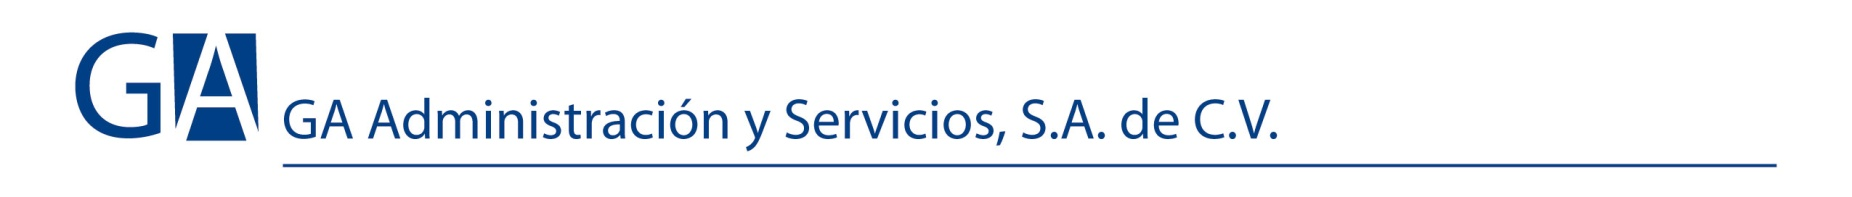 GA
GA Administración y Servicios, S.A. de C.V.